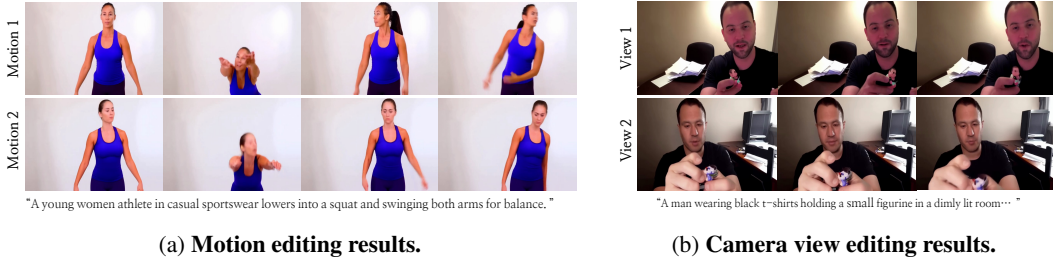 Motion 1
Motion 2
"A young women athlete in casual sportswear lowers into a squat and swinging both arms for balance. "
(a) Motion editing results.
View 1
View 2
"A man wearing black t-shirts holding a small figurine in a dimly lit room⋯ "
(b) Camera view editing results.